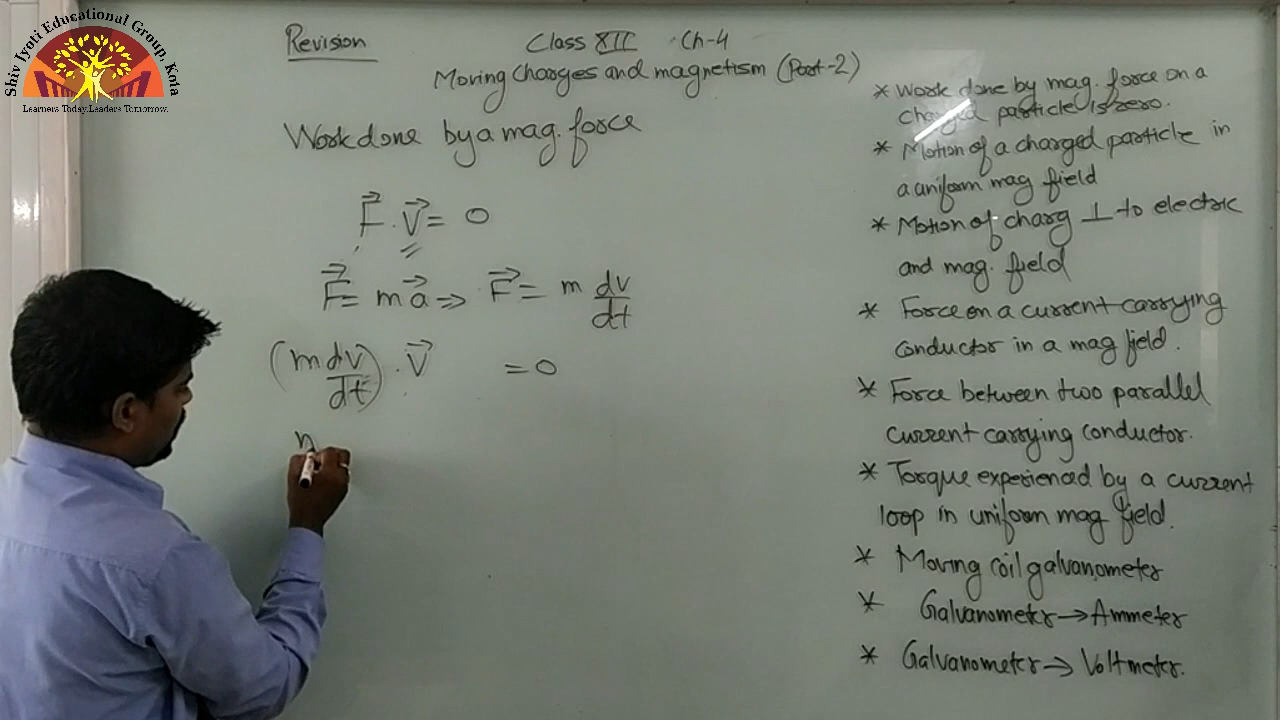 Shiv Jyoti Educational Group, Kota
Learners Today.Leaders Tomorrow.
Revision
Class XII Ch-4
Moving charges and magnetism (Part-2)
Work done by a mag. force
F⃗ . V⃗ = 0
F⃗ = m a⃗ ⇒ F⃗ = m dv/dt
(m dv/dt) . V⃗ = 0
m
* Work done by mag. force on a
charged particle is zero.
* Motion of a charged particle in
a uniform mag field
* Motion of charg ⊥ to electric
and mag. field
* Force on a current carrying
conductor in a mag field.
* Force between two parallel
current carrying conductor.
* Torque experienced by a current
loop in uniform mag field.
* Moving coil galvanometer
* Galvanometer → Ammeter
* Galvanometer → Voltmeter.